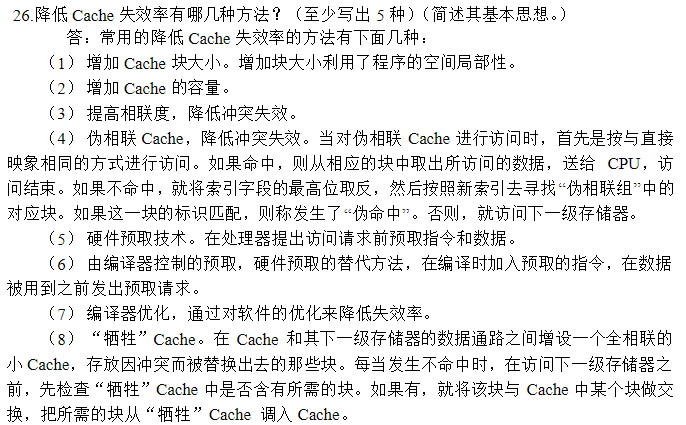 26.降低 Cache 失效率有哪几种方法？（至少写出 5 种）（简述其基本思想。）
答：常用的降低 Cache 失效率的方法有下面几种：
（1） 增加 Cache 块大小。增加块大小利用了程序的空间局部性。
（2） 增加 Cache 的容量。
（3） 提高相联度，降低冲突失效。
（4） 伪相联 Cache，降低冲突失效。当对伪相联 Cache 进行访问时，首先是按与直接
映象相同的方式进行访问。如果命中，则从相应的块中取出所访问的数据，送给 CPU，访
问结束。如果不命中，就将索引字段的最高位取反，然后按照新索引去寻找“伪相联组”中的
对应块。如果这一块的标识匹配，则称发生了“伪命中”。否则，就访问下一级存储器。
（5） 硬件预取技术。在处理器提出访问请求前预取指令和数据。
（6） 由编译器控制的预取，硬件预取的替代方法，在编译时加入预取的指令，在数据
被用到之前发出预取请求。
（7） 编译器优化，通过对软件的优化来降低失效率。
（8） “牺牲”Cache。在 Cache 和其下一级存储器的数据通路之间增设一个全相联的
小 Cache，存放因冲突而被替换出去的那些块。每当发生不命中时，在访问下一级存储器之
前，先检查“牺牲”Cache 中是否含有所需的块。如果有，就将该块与 Cache 中某个块做交
换，把所需的块从“牺牲”Cache 调入 Cache。